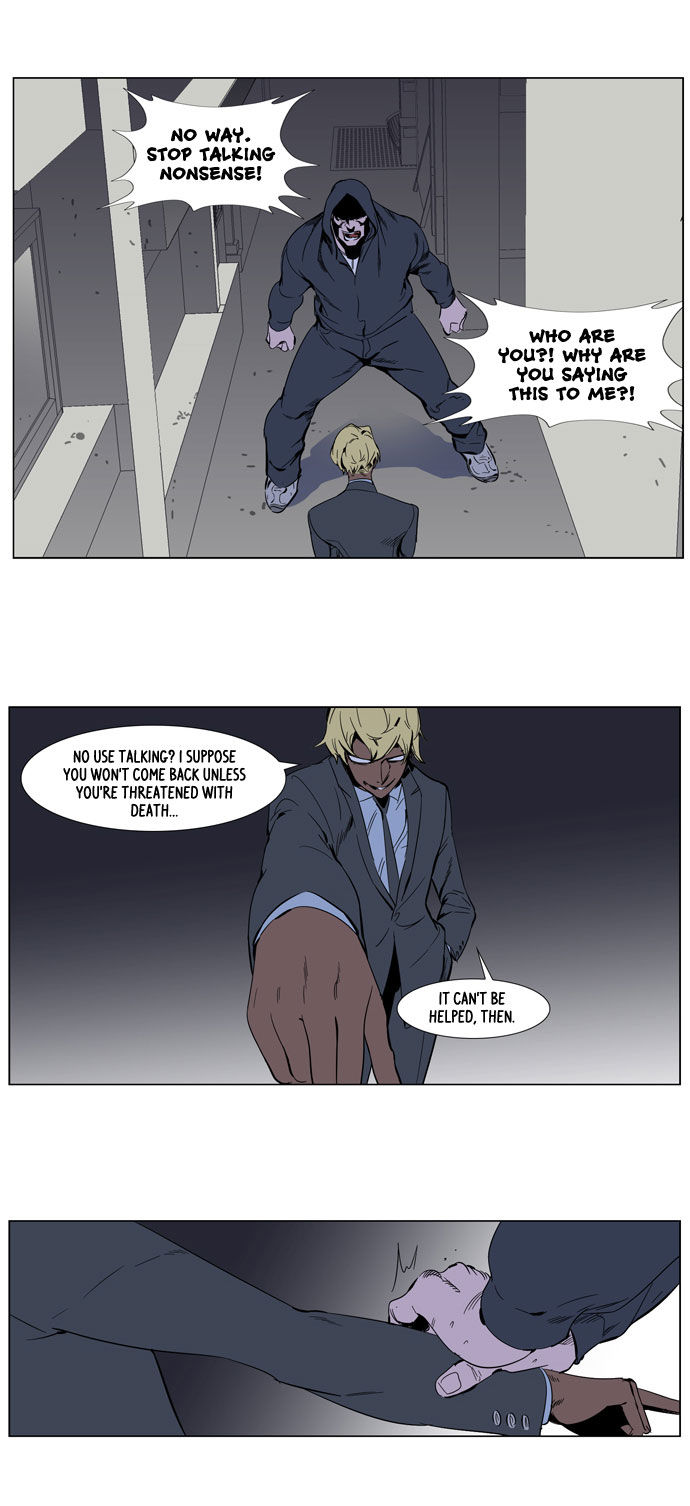 NO WAY.
STOP TALKING
NONSENSE!
WHO ARE
YOU?! WHY ARE
YOU SAYING
THIS TO ME?!
NO USE TALKING? I SUPPOSE
YOU WON'T COME BACK UNLESS
YOU'RE THREATENED WITH
DEATH...
IT CAN'T BE
HELPED, THEN.